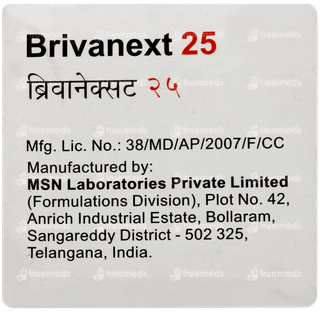 Brivanext 25
ब्रिवानेक्सट २५
Mfg. Lic. No.: 38/MD/AP/2007/F/CC
Manufactured by:
MSN Laboratories Private Limited
(Formulations Division), Plot No. 42,
Anrich Industrial Estate, Bollaram,
Sangareddy District - 502 325,
Telangana, India.